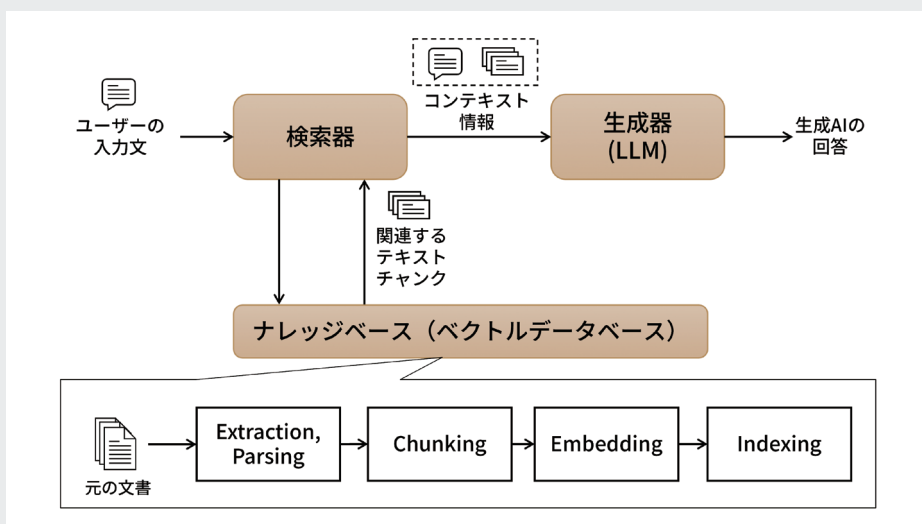 ユーザーの
入力文
検索器
コンテキスト
情報
生成器
(LLM)
生成AIの
回答
関連する
テキスト
チャンク
ナレッジベース（ベクトルデータベース）
元の文書
Extraction,
Parsing
Chunking
Embedding
Indexing